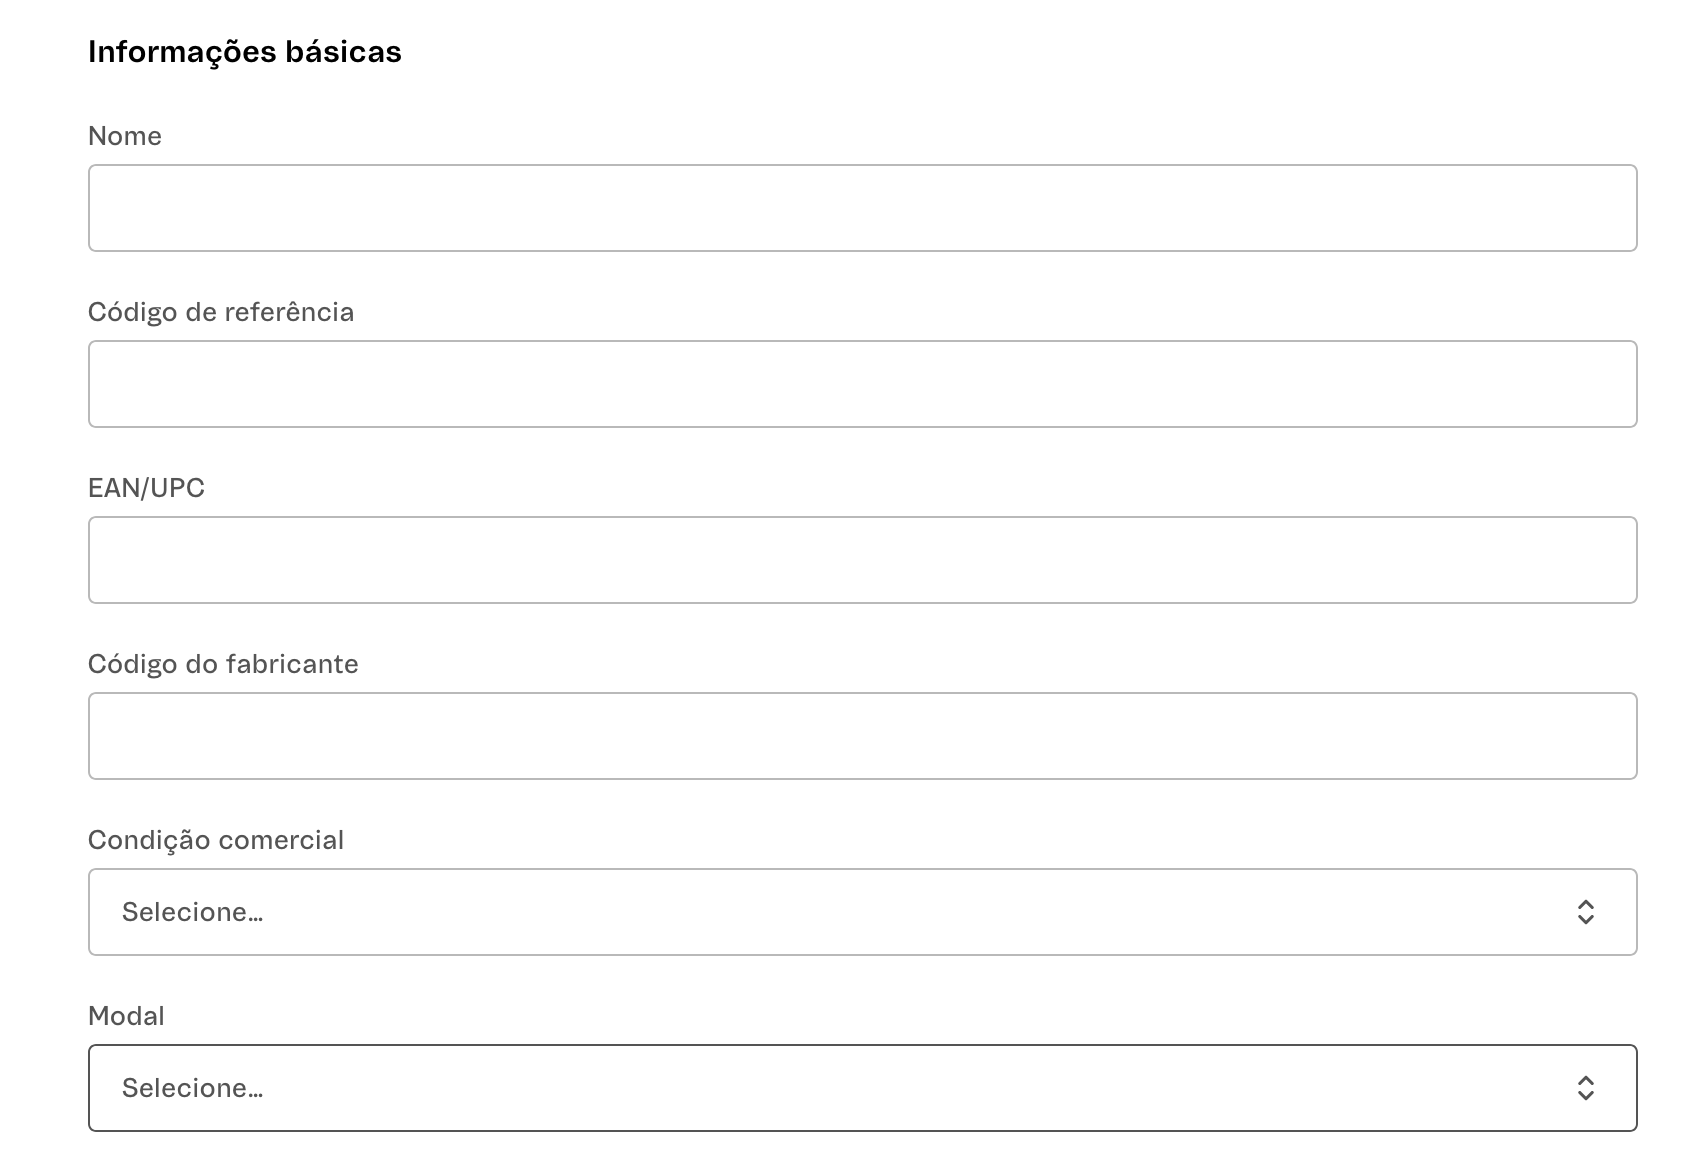 Informações básicas
Nome
Código de referência
EAN/UPC
Código do fabricante
Condição comercial
Selecione...
Modal
Selecione...